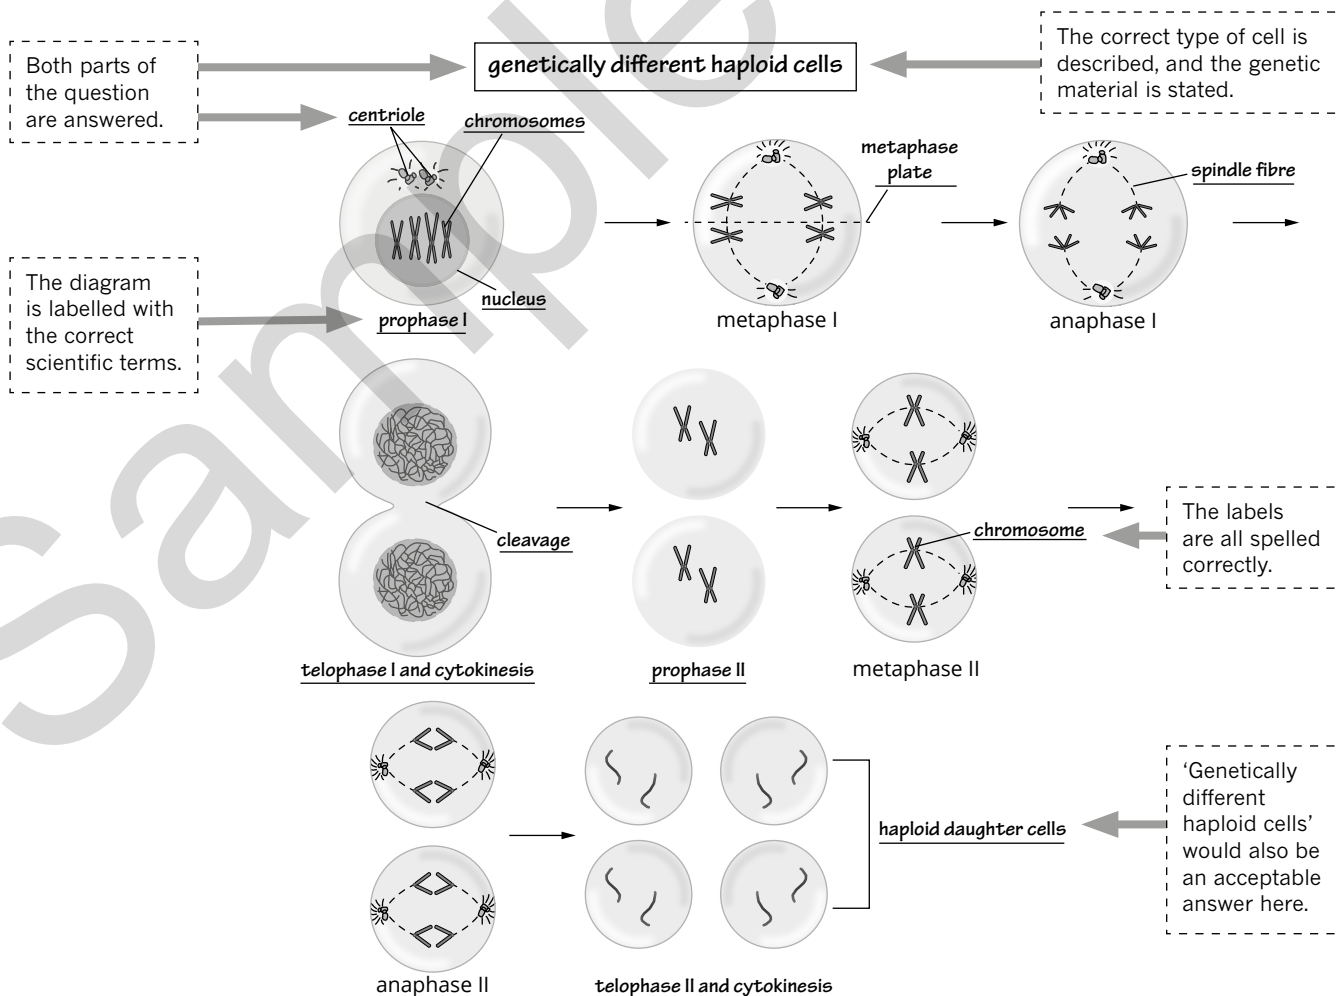 Both parts of
the question
are answered.
genetically different haploid cells
The correct type of cell is
described, and the genetic
material is stated.
centriole
chromosomes
metaphase
plate
spindle fibre
The diagram
is labelled with
the correct
scientific terms.
nucleus
prophase I
metaphase I
anaphase I
cleavage
chromosome
The labels
are all spelled
correctly.
telophase I and cytokinesis
prophase II
metaphase II
haploid daughter cells
'Genetically
different
haploid cells'
would also be
an acceptable
answer here.
anaphase II
telophase II and cytokinesis
Sample